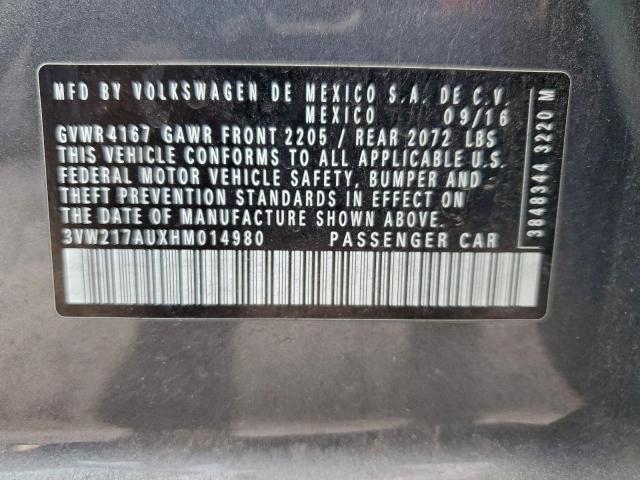 MFD BY VOLKSWAGEN DE MEXICO S.A. DE C.V.
MEXICO 09/16
GVWR4167 GAWR FRONT 2205 / REAR 2072 LBS
THIS VEHICLE CONFORMS TO ALL APPLICABLE U.S.
FEDERAL MOTOR VEHICLE SAFETY, BUMPER AND
THEFT PREVENTION STANDARDS IN EFFECT ON
THE DATE OF MANUFACTURE SHOWN ABOVE.
3VW217AUXHM014980 PASSENGER CAR
3848344 3220 M